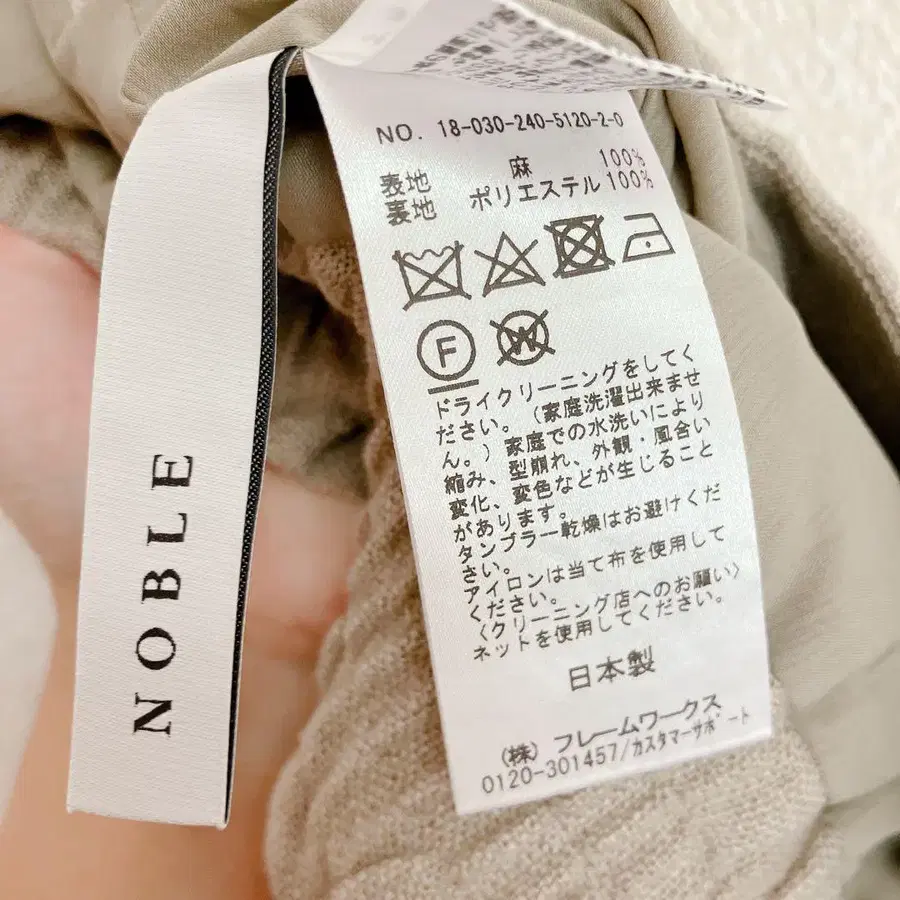 NOBLE
NO. 18-030-240-5120-2-0
表地 麻 100%
裏地 ポリエステル 100%
F
W
ドライクリーニングをしてく
ださい。(家庭洗濯出来ませ
ん。)家庭での水洗いにより
縮み、型崩れ、外観・風合い
変化、変色などが生じること
があります。
タンブラー乾燥はお避けくだ
さい。
アイロンは当て布を使用して
ください。
〈クリーニング店へのお願い〉
ネットを使用してください。
日本製
(株) フレームワークス
0120-301457/カスタマーサポート